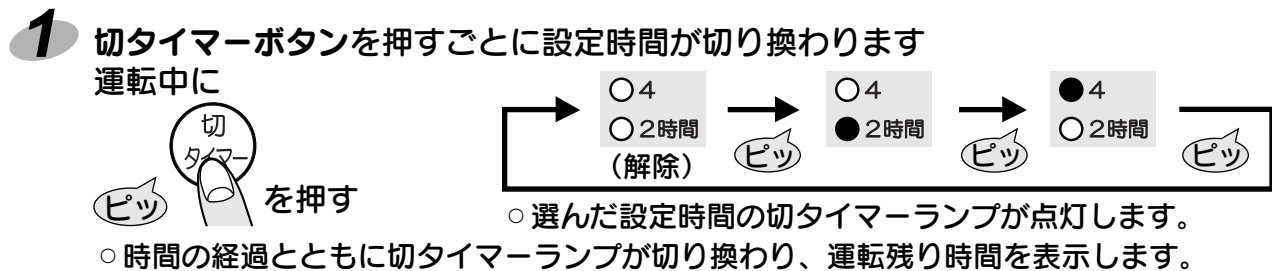 1 切タイマーボタンを押すごとに設定時間が切り換わります
運転中に
切
タイマー
ピッ
を押す
○4
○2時間
(解除)
ピッ
○4
●2時間
ピッ
●4
○2時間
ピッ
○選んだ設定時間の切タイマーランプが点灯します。
○時間の経過とともに切タイマーランプが切り換わり、運転残り時間を表示します。